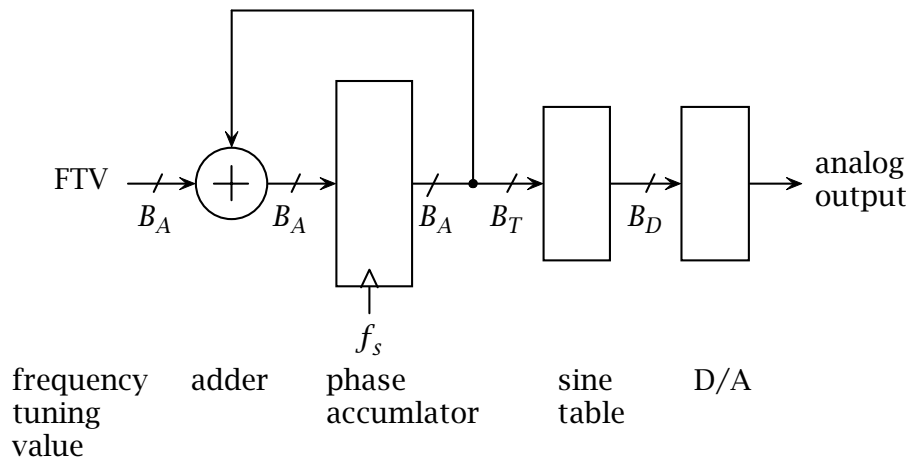 FTV
B_A
B_A
B_A
B_T
B_D
analog
output
f_s
frequency
tuning
value
adder
phase
accumlator
sine
table
D/A